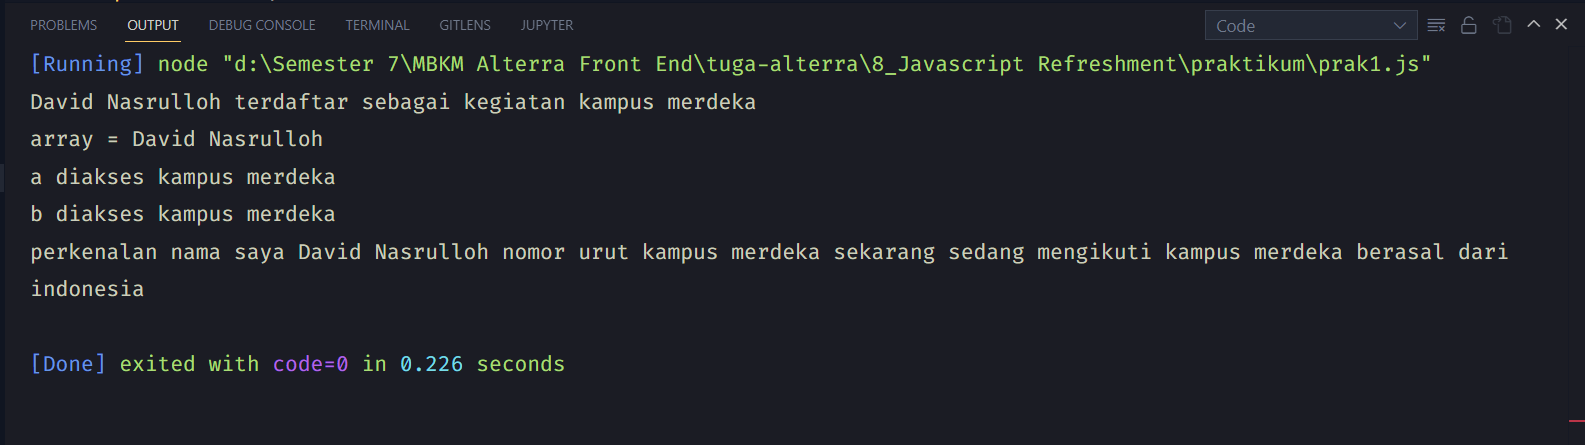 PROBLEMS OUTPUT DEBUG CONSOLE TERMINAL GITLENS JUPYTER Code
[Running] node "d:\Semester 7\MBKM Alterra Front End\tuga-alterra\8_Javascript Refreshment\praktikum\prak1.js"
David Nasrulloh terdaftar sebagai kegiatan kampus merdeka
array = David Nasrulloh
a diakses kampus merdeka
b diakses kampus merdeka
perkenalan nama saya David Nasrulloh nomor urut kampus merdeka sekarang sedang mengikuti kampus merdeka berasal dari
indonesia
[Done] exited with code=0 in 0.226 seconds